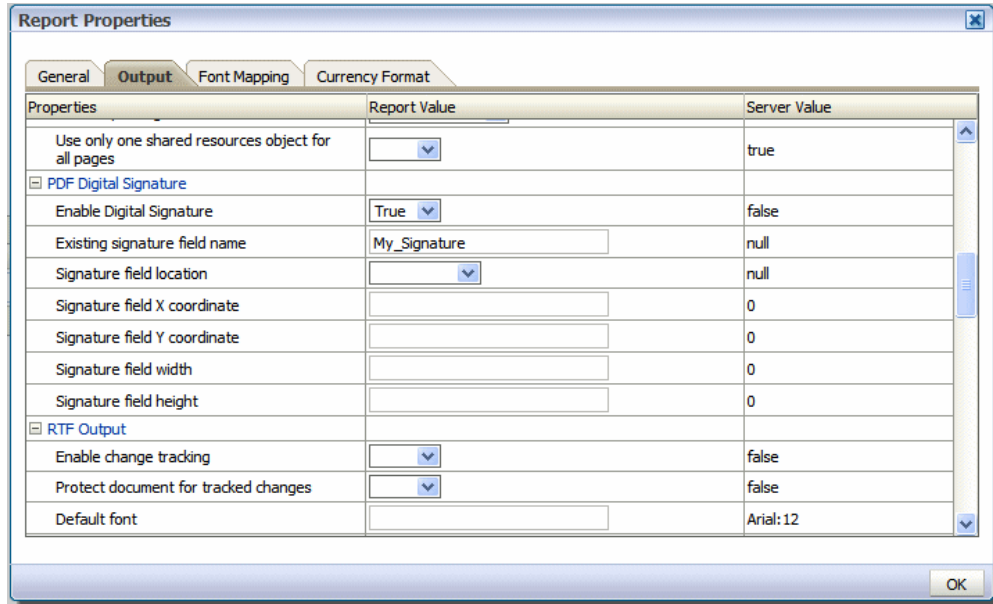 Report Properties
General Output Font Mapping Currency Format
Properties Report Value Server Value
Use only one shared resources object for
all pages true
PDF Digital Signature
Enable Digital Signature True false
Existing signature field name My_Signature null
Signature field location null
Signature field X coordinate 0
Signature field Y coordinate 0
Signature field width 0
Signature field height 0
RTF Output
Enable change tracking false
Protect document for tracked changes false
Default font Arial:12
OK